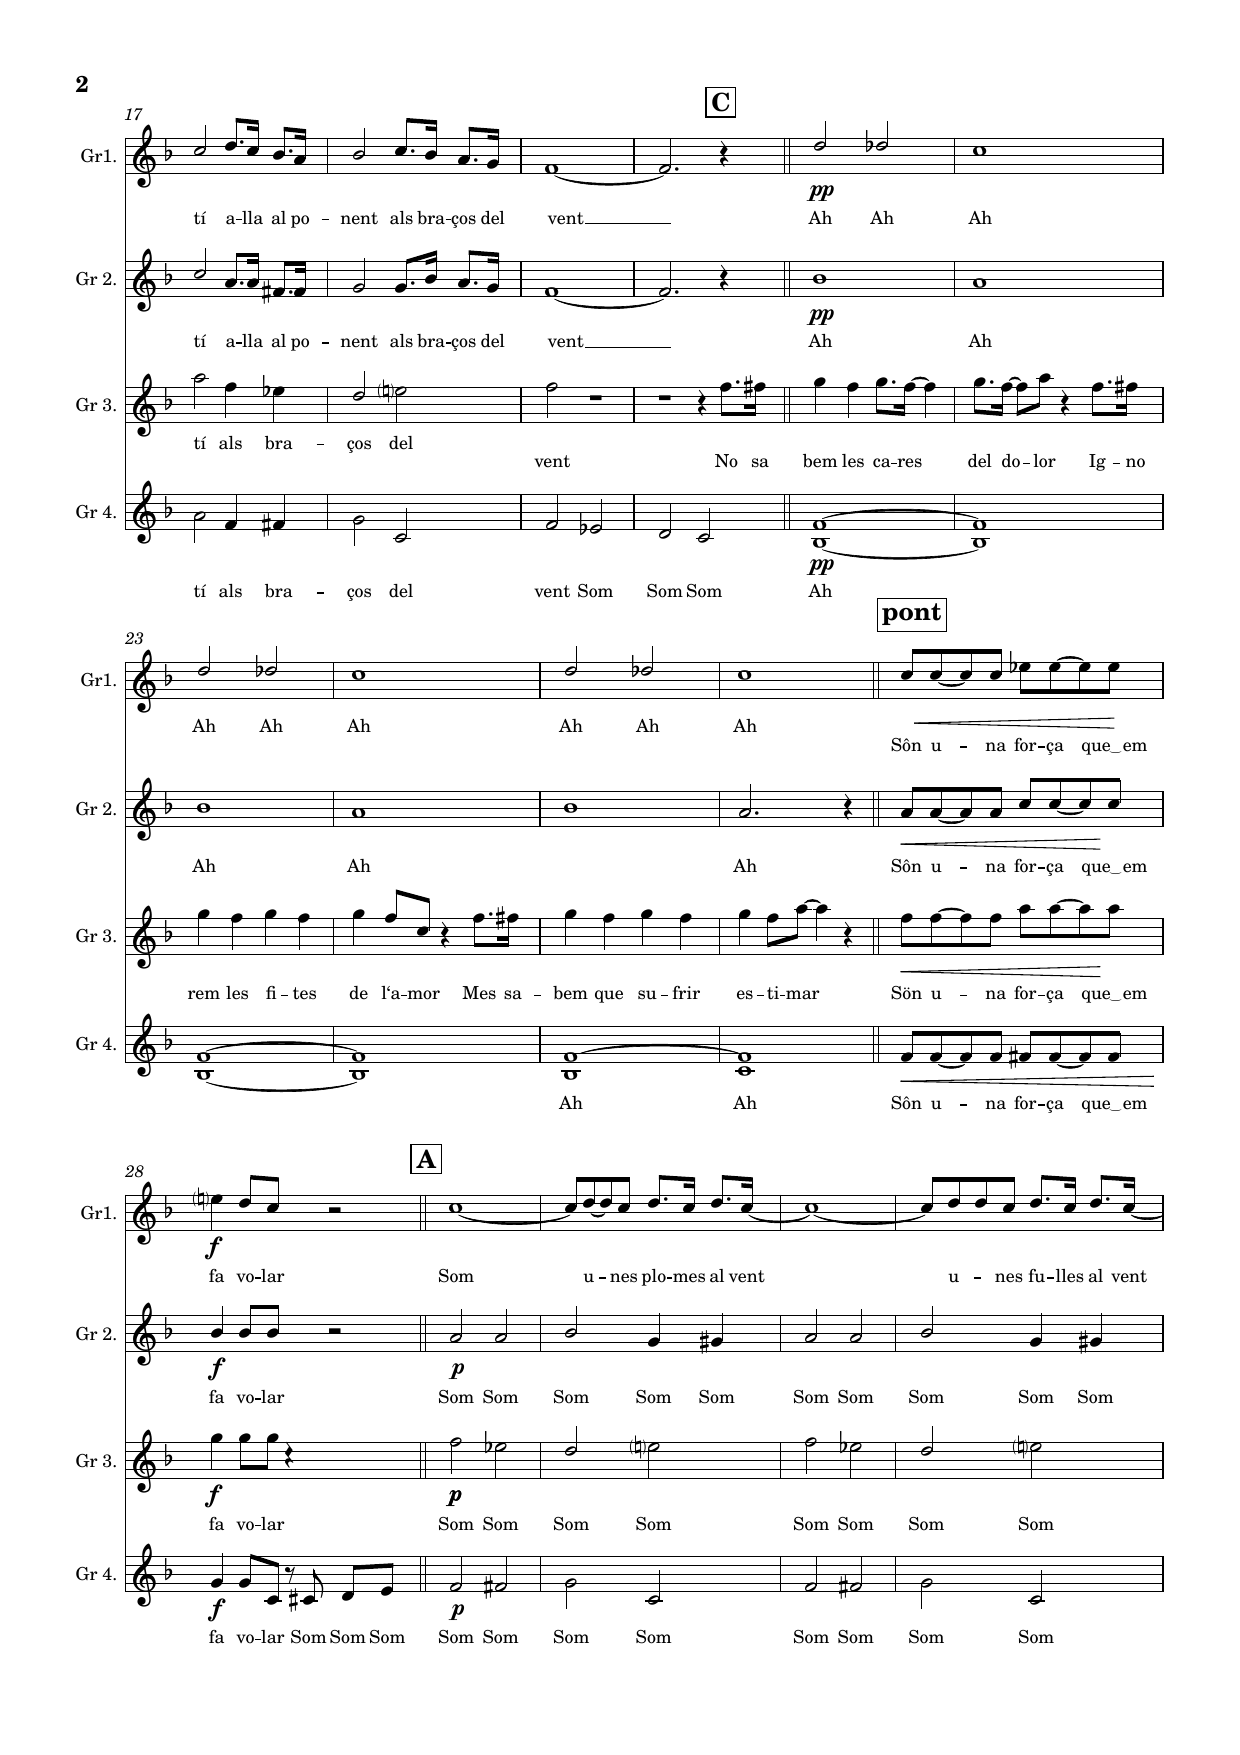 2
17
C
Gr1.
pp
tí a – lla al po – nent als bra – ços del vent Ah Ah Ah
Gr 2.
pp
tí a – lla al po – nent als bra – ços del vent Ah Ah
Gr 3.
tí als bra – ços del
vent No sa bem les ca – res del do – lor Ig – no
Gr 4.
pp
tí als bra – ços del vent Som Som Som Ah
pont
23
Gr1.
Ah Ah Ah Ah Ah Ah
Sôn u – na for – ça que‿em
Gr 2.
Ah Ah Ah Sôn u – na for – ça que‿em
Gr 3.
rem les fi – tes de l‘a – mor Mes sa – bem que su – frir es – ti – mar Sön u – na for – ça que‿em
Gr 4.
Ah Ah Sôn u – na for – ça que‿em
A
28
Gr1.
f
fa vo – lar Som u – nes plo – mes al vent u – nes fu – lles al vent
Gr 2.
f p
fa vo – lar Som Som Som Som Som Som Som Som Som Som
Gr 3.
f p
fa vo – lar Som Som Som Som Som Som Som Som
Gr 4.
f p
fa vo – lar Som Som Som Som Som Som Som Som Som Som Som